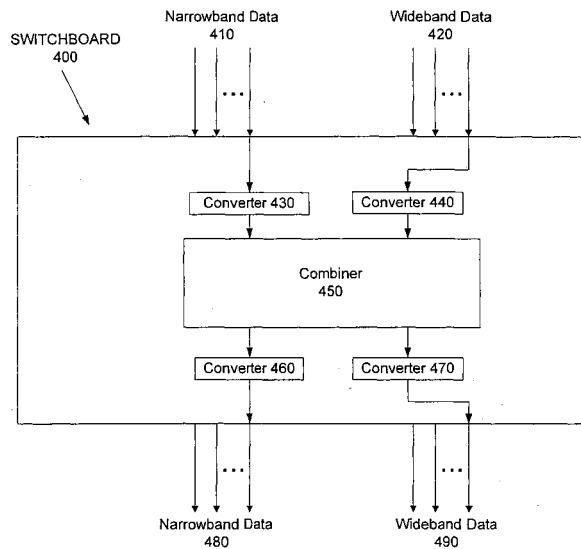 Narrowband Data
410
Wideband Data
420
SWITCHBOARD
400
...
...
Converter 430
Converter 440
Combiner
450
Converter 460
Converter 470
...
...
Narrowband Data
480
Wideband Data
490